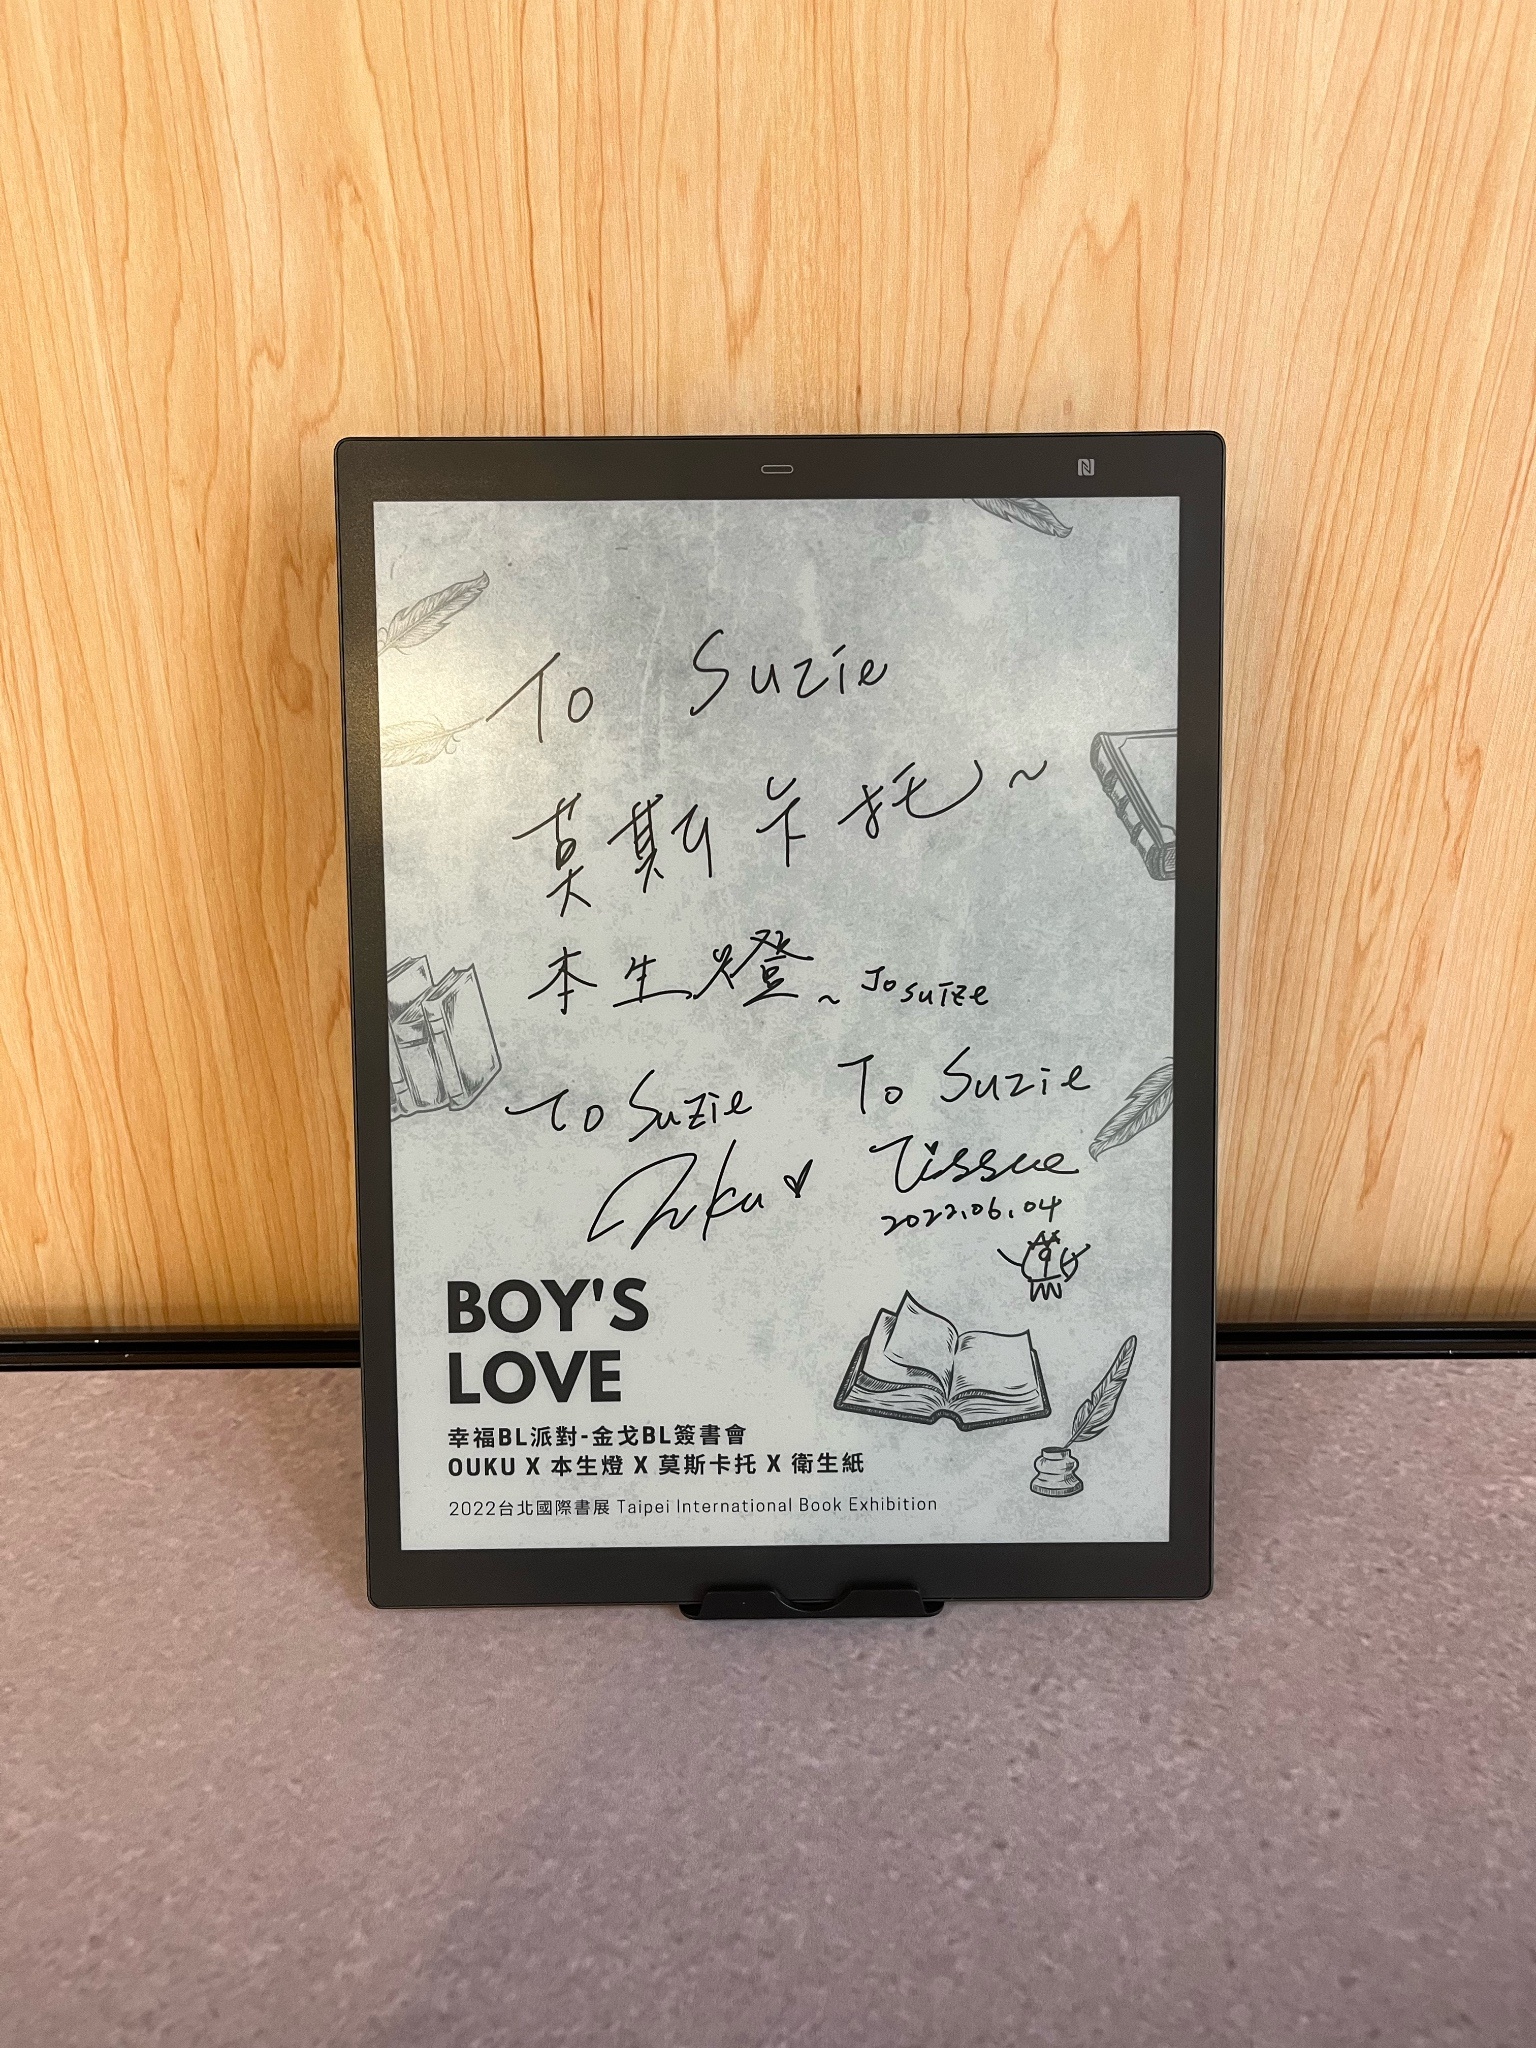 To Suzie
莫斯卡托~
本生燈~ To suize
To Suzie
Ouku
To Suzie
Tissue
2022.06.04
BOY'S
LOVE
幸福BL派對-金戈BL簽書會
OUKU X 本生燈 X 莫斯卡托 X 衛生紙
2022台北國際書展 Taipei International Book Exhibition